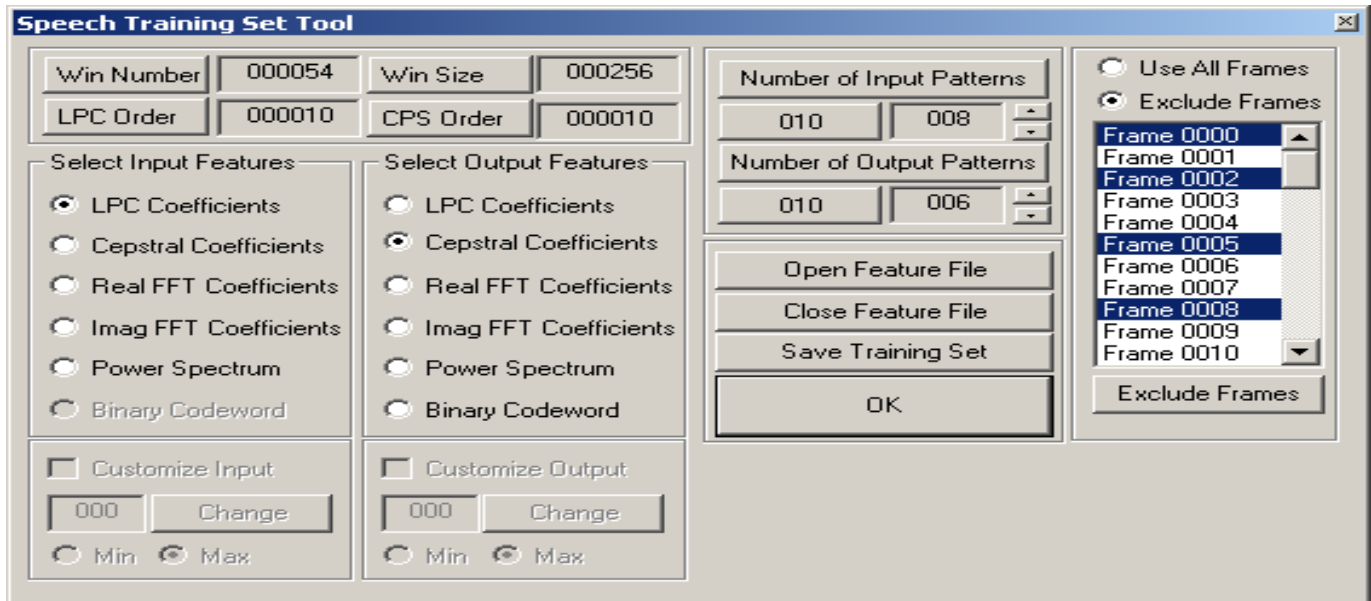 Speech Training Set Tool
Win Number 000054 Win Size 000256
LPC Order 000010 CPS Order 000010
Select Input Features
LPC Coefficients
Cepstral Coefficients
Real FFT Coefficients
Imag FFT Coefficients
Power Spectrum
Binary Codeword
Customize Input
000 Change
Min Max
Select Output Features
LPC Coefficients
Cepstral Coefficients
Real FFT Coefficients
Imag FFT Coefficients
Power Spectrum
Binary Codeword
Customize Output
000 Change
Min Max
Number of Input Patterns
010 008
Number of Output Patterns
010 006
Open Feature File
Close Feature File
Save Training Set
OK
Use All Frames
Exclude Frames
Frame 0000
Frame 0001
Frame 0002
Frame 0003
Frame 0004
Frame 0005
Frame 0006
Frame 0007
Frame 0008
Frame 0009
Frame 0010
Exclude Frames